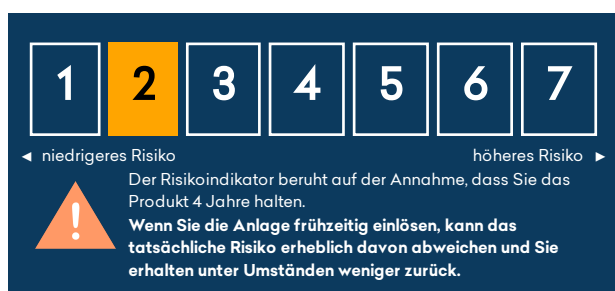 1 2 3 4 5 6 7
◄ niedrigeres Risiko höheres Risiko ►
Der Risikoindikator beruht auf der Annahme, dass Sie das
Produkt 4 Jahre halten.
Wenn Sie die Anlage frühzeitig einlösen, kann das
tatsächliche Risiko erheblich davon abweichen und Sie
erhalten unter Umständen weniger zurück.
!